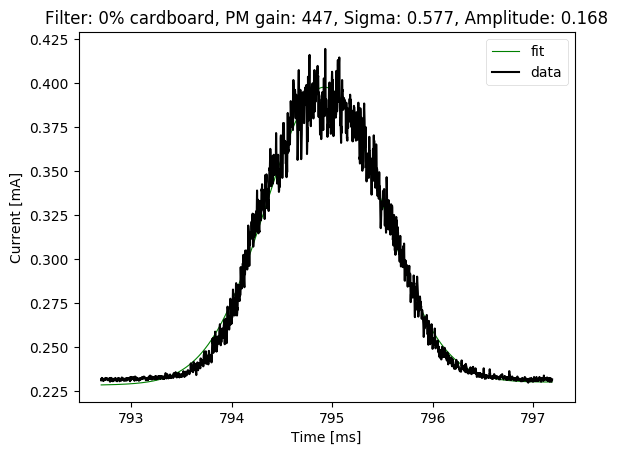 Filter: 0% cardboard, PM gain: 447, Sigma: 0.577, Amplitude: 0.168
0.425
0.400
0.375
0.350
0.325
0.300
0.275
0.250
0.225
Current [mA]
fit
data
793 794 795 796 797
Time [ms]